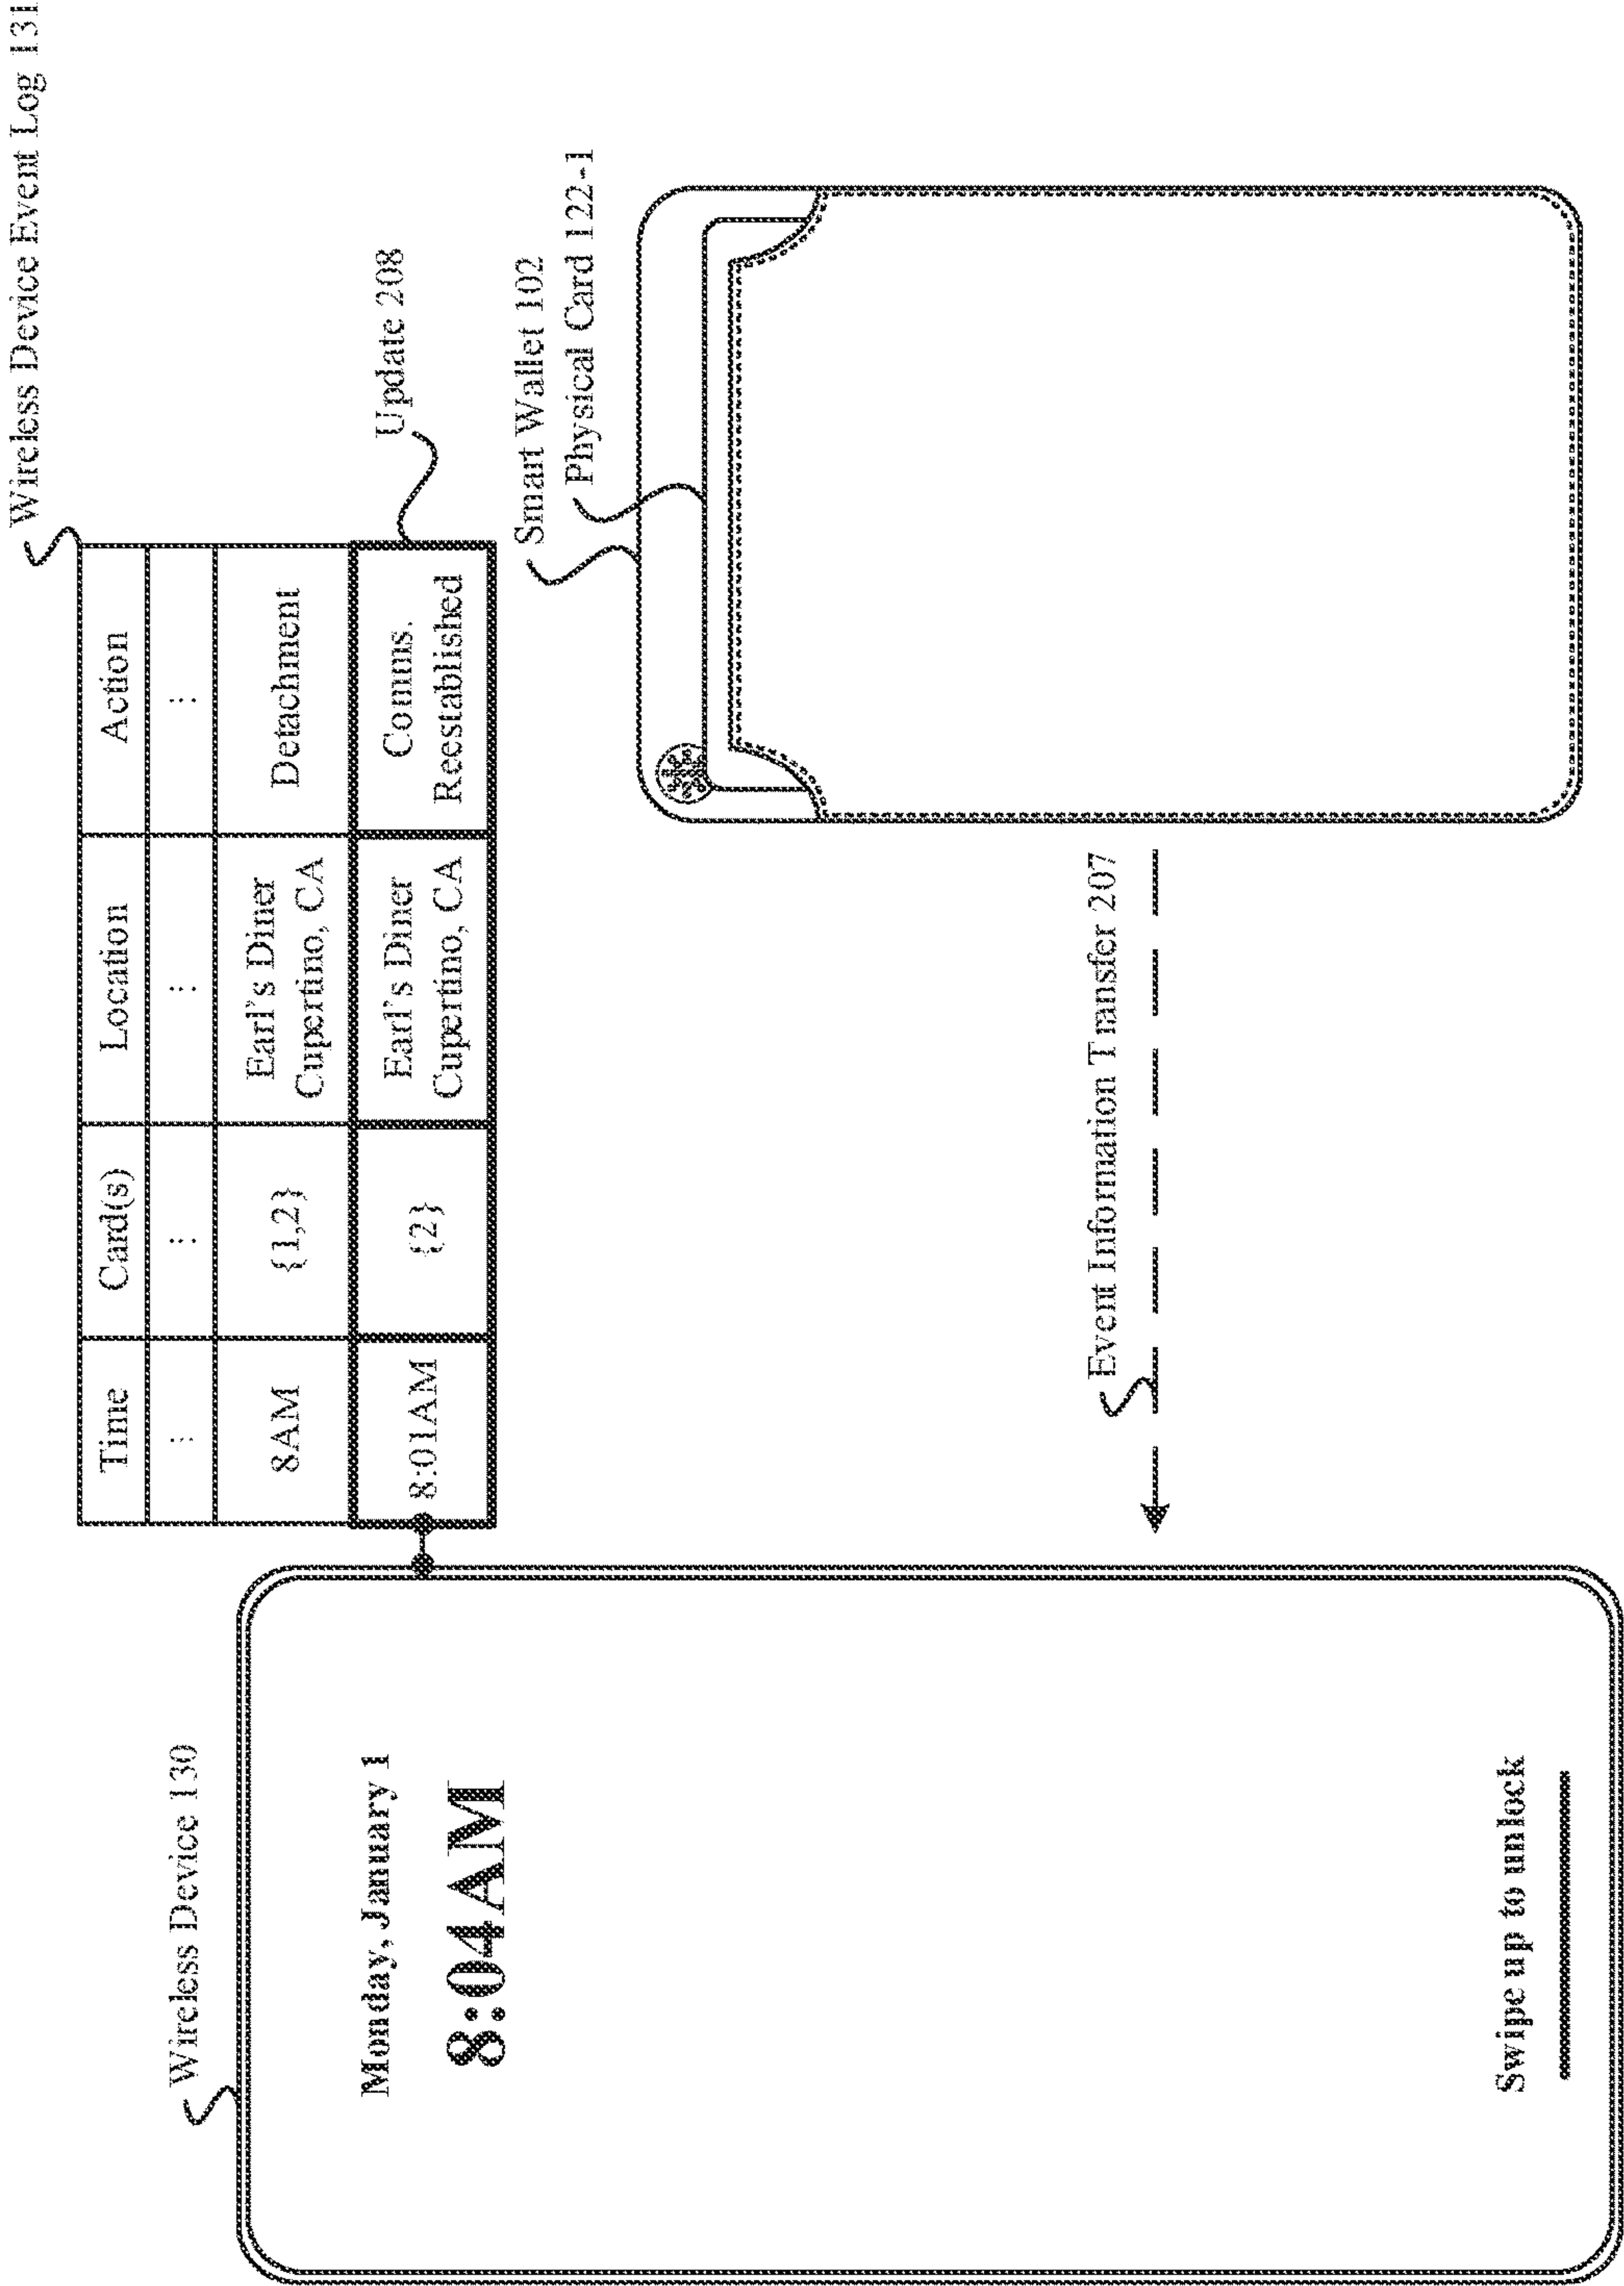 Wireless Device Event Log 131
Time Card(s) Location Action
⋮ ⋮ ⋮ ⋮
8AM {1,2} Earl's Diner Detachment
Cupertino, CA
8:01AM {2} Earl's Diner Comms.
Cupertino, CA Reestablished
Update 208
Wireless Device 130
Monday, January 1
8:04AM
Swipe up to unlock
Smart Wallet 102
Physical Card 122-1
Event Information Transfer 207